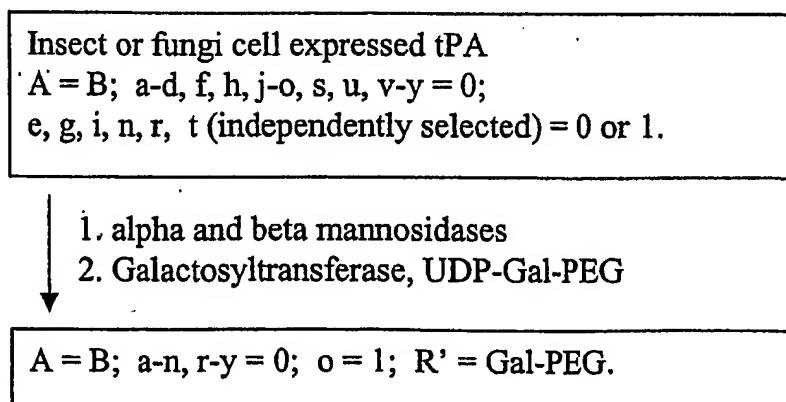 Insect or fungi cell expressed tPA
A = B; a-d, f, h, j-o, s, u, v-y = 0;
e, g, i, n, r, t (independently selected) = 0 or 1.
1. alpha and beta mannosidases
2. Galactosyltransferase, UDP-Gal-PEG
A = B; a-n, r-y = 0; o = 1; R' = Gal-PEG.